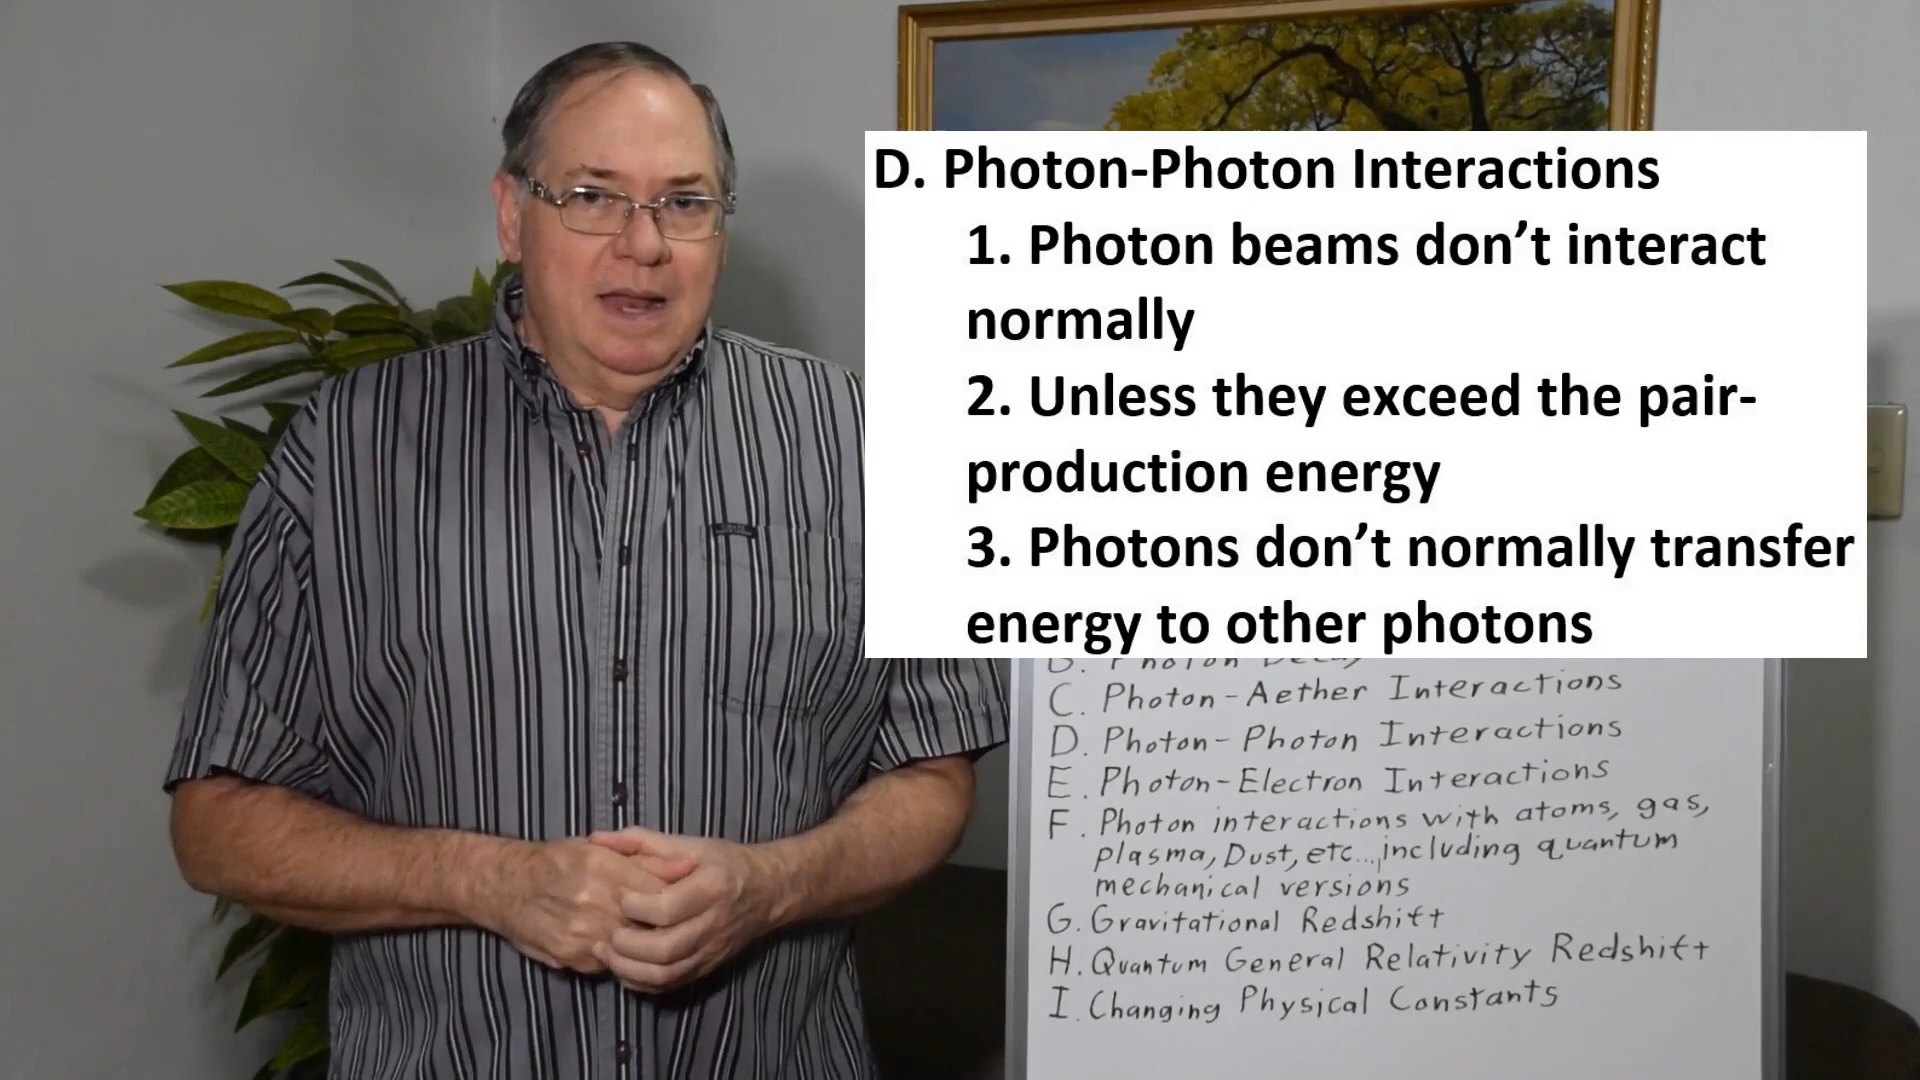 D. Photon-Photon Interactions
1. Photon beams don’t interact
normally
2. Unless they exceed the pair-
production energy
3. Photons don’t normally transfer
energy to other photons
B. Photon Decay
C. Photon-Aether Interactions
D. Photon-Photon Interactions
E. Photon-Electron Interactions
F. Photon interactions with atoms, gas,
plasma, Dust, etc..., including quantum
mechanical versions
G. Gravitational Redshift
H. Quantum General Relativity Redshift
I. Changing Physical Constants